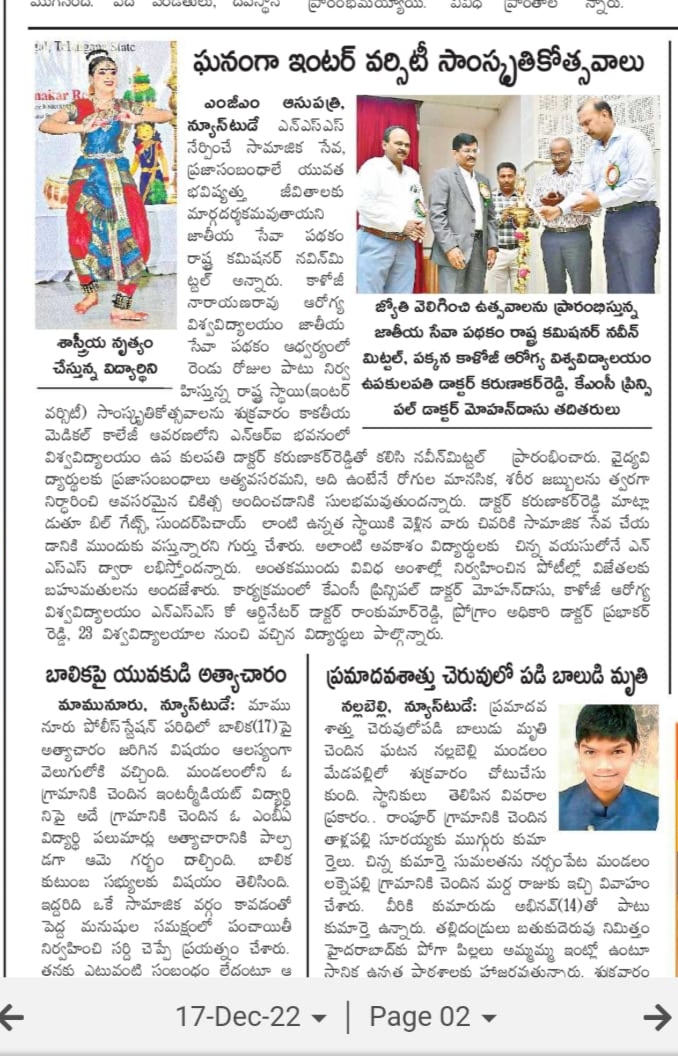 ఘనంగా ఇంటర్ వర్సిటీ సాంస్కృతికోత్సవాలు
శాస్త్రీయ నృత్యం
చేస్తున్న విద్యార్థిని
ఎంజీఎం ఆసుపత్రి,
న్యూస్‌టుడే ఎన్ఎస్ఎస్
నేర్పించే సామాజిక సేవ,
ప్రజాసంబంధాలే యువత
భవిష్యత్తు జీవితాలకు
మార్గదర్శకమవుతాయని
జాతీయ సేవా పథకం
రాష్ట్ర కమిషనర్ నవీన్‌మి
ట్టల్ అన్నారు. కాళోజీ
నారాయణరావు ఆరోగ్య
విశ్వవిద్యాలయం జాతీయ
సేవా పథకం ఆధ్వర్యంలో
రెండు రోజుల పాటు నిర్వ
హిస్తున్న రాష్ట్ర స్థాయి(ఇంటర్
వర్సిటీ) సాంస్కృతికోత్సవాలను శుక్రవారం కాకతీయ
మెడికల్ కాలేజీ ఆవరణలోని ఎన్ఆర్ఐ భవనంలో
విశ్వవిద్యాలయం ఉప కులపతి డాక్టర్ కరుణాకర్‌రెడ్డితో కలిసి నవీన్‌మిట్టల్ ప్రారంభించారు. వైద్యవి
ద్యార్థులకు ప్రజాసంబంధాలు అత్యవసరమని, అది ఉంటేనే రోగుల మానసిక, శరీర జబ్బులను త్వరగా
నిర్ధారించి అవసరమైన చికిత్స అందించడానికి సులభమవుతుందన్నారు. డాక్టర్ కరుణాకర్‌రెడ్డి మాట్లా
డుతూ బిల్ గేట్స్, సుందర్‌పిచాయ్ లాంటి ఉన్నత స్థాయికి వెళ్లిన వారు చివరికి సామాజిక సేవ చేయ
డానికి ముందుకు వస్తున్నారని గుర్తు చేశారు. అలాంటి అవకాశం విద్యార్థులకు చిన్న వయసులోనే ఎన్
ఎస్ఎస్ ద్వారా లభిస్తోందన్నారు. అంతకముందు వివిధ అంశాల్లో నిర్వహించిన పోటీల్లో విజేతలకు
బహుమతులను అందజేశారు. కార్యక్రమంలో కేఎంసీ ప్రిన్సిపల్ డాక్టర్ మోహన్‌దాసు, కాళోజీ ఆరోగ్య
విశ్వవిద్యాలయం ఎన్ఎస్ఎస్ కో ఆర్డినేటర్ డాక్టర్ రాంకుమార్‌రెడ్డి, ప్రోగ్రాం అధికారి డాక్టర్ ప్రభాకర్
రెడ్డి, 23 విశ్వవిద్యాలయాల నుంచి వచ్చిన విద్యార్థులు పాల్గొన్నారు.
జ్యోతి వెలిగించి ఉత్సవాలను ప్రారంభిస్తున్న
జాతీయ సేవా పథకం రాష్ట్ర కమిషనర్ నవీన్
మిట్టల్, పక్కన కాళోజీ ఆరోగ్య విశ్వవిద్యాలయం
ఉపకులపతి డాక్టర్ కరుణాకర్‌రెడ్డి, కేఎంసీ ప్రిన్సి
పల్ డాక్టర్ మోహన్‌దాసు తదితరులు
బాలికపై యువకుడి అత్యాచారం
మామునూరు, న్యూస్‌టుడే: మాము
నూరు పోలీస్‌స్టేషన్ పరిధిలో బాలిక(17)పై
అత్యాచారం జరిగిన విషయం ఆలస్యంగా
వెలుగులోకి వచ్చింది. మండలంలోని ఓ
గ్రామానికి చెందిన ఇంటర్మీడియట్ విద్యార్థి
నిపై అదే గ్రామానికి చెందిన ఓ ఎంబీఏ
విద్యార్థి పలుమార్లు అత్యాచారానికి పాల్ప
డగా ఆమె గర్భం దాల్చింది. బాలిక
కుటుంబ సభ్యులకు విషయం తెలిసింది.
ఇద్దరిది ఒకే సామాజిక వర్గం కావడంతో
పెద్ద మనుషుల సమక్షంలో పంచాయితీ
నిర్వహించి సర్ది చెప్పే ప్రయత్నం చేశారు.
తనకు ఎటువంటి సంబంధం లేదంటూ ఆ
ప్రమాదవశాత్తు చెరువులో పడి బాలుడి మృతి
నల్లబెల్లి, న్యూస్‌టుడే: ప్రమాదవ
శాత్తు చెరువులోపడి బాలుడు మృతి
చెందిన ఘటన నల్లబెల్లి మండలం
మేడపల్లిలో శుక్రవారం చోటుచేసు
కుంది. స్థానికులు తెలిపిన వివరాల
ప్రకారం.. రాంపూర్ గ్రామానికి చెందిన
తాళ్లపల్లి సూరయ్యకు ముగ్గురు కుమా
ర్తెలు. చిన్న కుమార్తె సుమలతను నర్సంపేట మండలం
లక్నెపల్లి గ్రామానికి చెందిన మర్ద రాజుకు ఇచ్చి వివాహం
చేశారు. వీరికి కుమారుడు అభినవ్(14)తో పాటు
కుమార్తె ఉన్నారు. తల్లిదండ్రులు బతుకుదెరువు నిమిత్తం
హైదరాబాద్‌కు పోగా పిల్లలు అమ్మమ్మ ఇంట్లో ఉంటూ
స్థానిక ఉన్నత పాఠశాలకు హాజరవుతున్నారు. శుక్రవారం
17-Dec-22 | Page 02